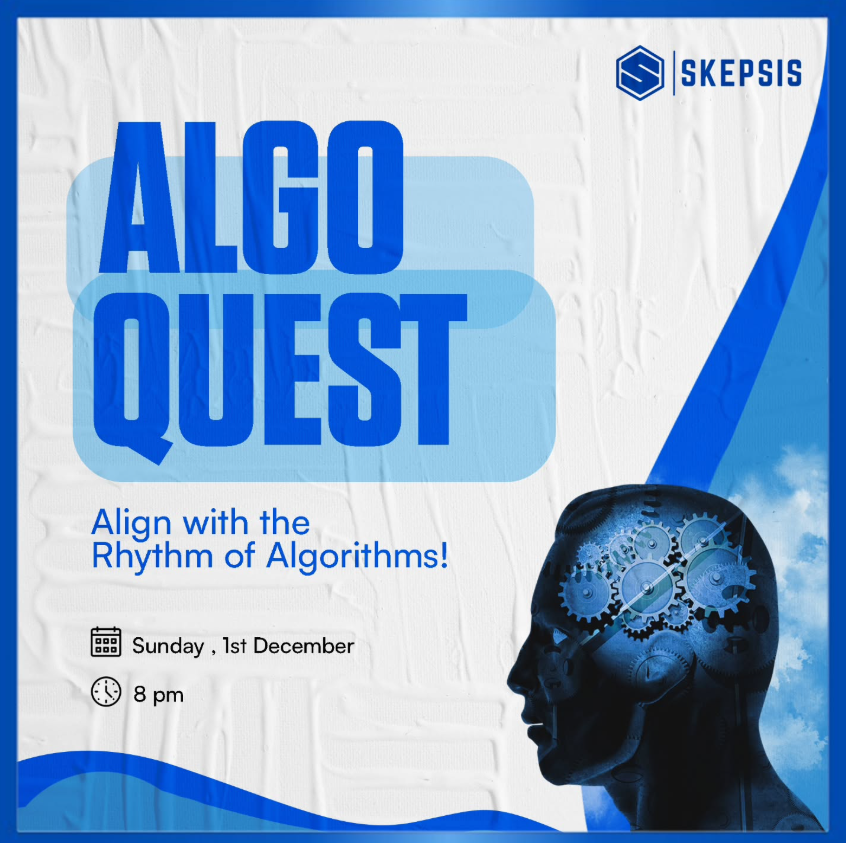 SKEPSIS
ALGO
QUEST
Align with the
Rhythm of Algorithms!
Sunday , 1st December
8 pm